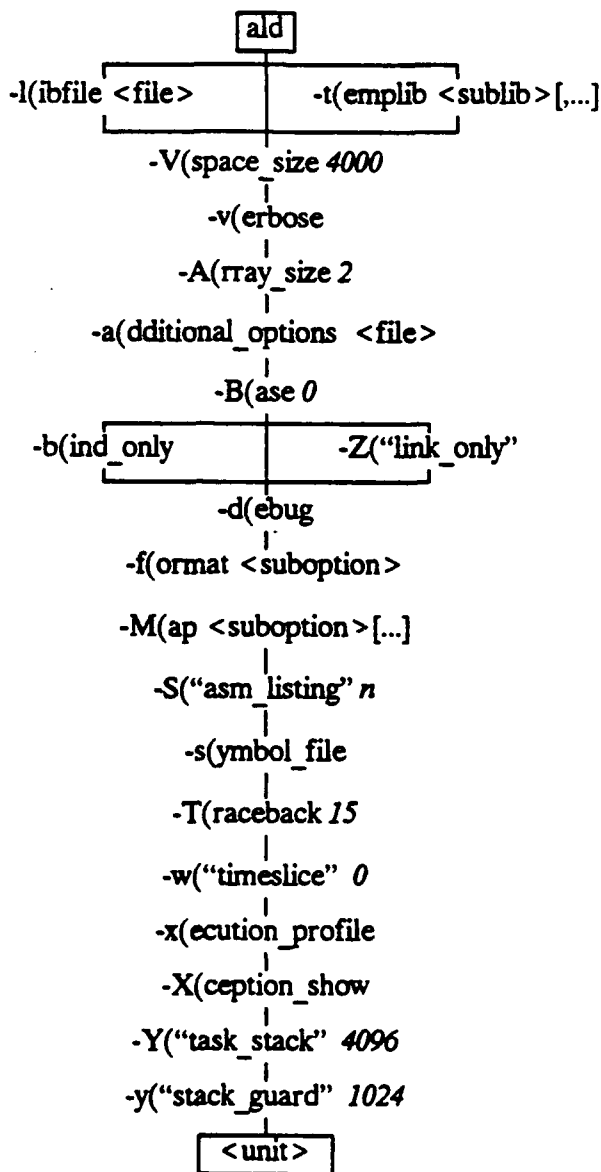 ald
-l(ibfile <file> -t(emplib <sublib>[,...]
-V(space_size 4000
-v(erbose
-A(rray_size 2
-a(dditional_options <file>
-B(ase 0
-b(ind_only -Z("link_only"
-d(ebug
-f(ormat <suboption>
-M(ap <suboption>[...]
-S("asm_listing" n
-s(ymbol_file
-T(raceback 15
-w("timeslice" 0
-x(ecution_profile
-X(ception_show
-Y("task_stack" 4096
-y("stack_guard" 1024
<unit>